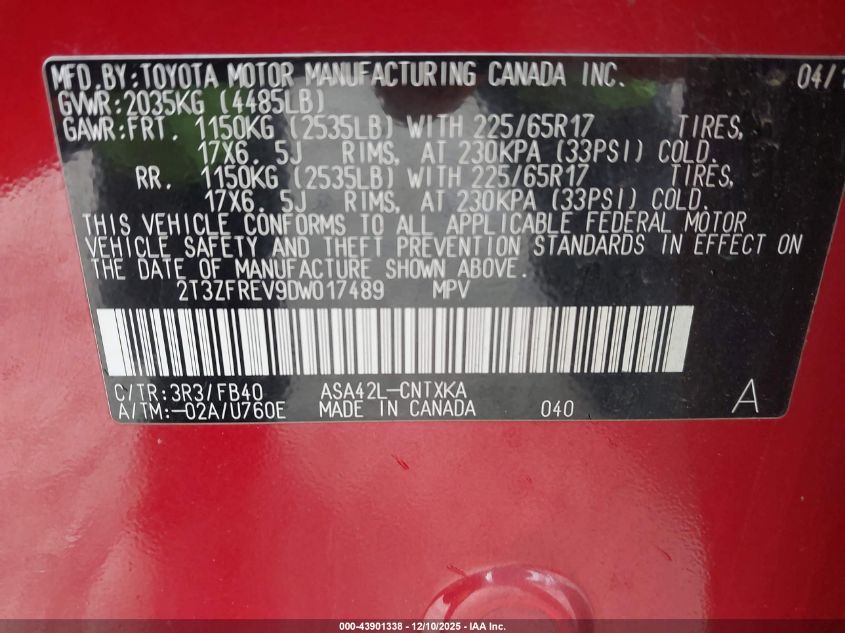 MFD.BY:TOYOTA MOTOR MANUFACTURING CANADA INC. 04/1
GVWR:2035KG (4485LB)
GAWR:FRT. 1150KG (2535LB) WITH 225/65R17 TIRES,
17X6. 5J RIMS, AT 230KPA (33PSI) COLD.
RR. 1150KG (2535LB) WITH 225/65R17 TIRES,
17X6. 5J RIMS, AT 230KPA (33PSI) COLD.
THIS VEHICLE CONFORMS TO ALL APPLICABLE FEDERAL MOTOR
VEHICLE SAFETY AND THEFT PREVENTION STANDARDS IN EFFECT ON
THE DATE OF MANUFACTURE SHOWN ABOVE.
2T3ZFREV9DW017489 MPV
C/TR:3R3/FB40 ASA42L-CNTXKA
A/TM:-02A/U760E MADE IN CANADA 040 A
000-43901338 - 12/10/2025 - IAA Inc.